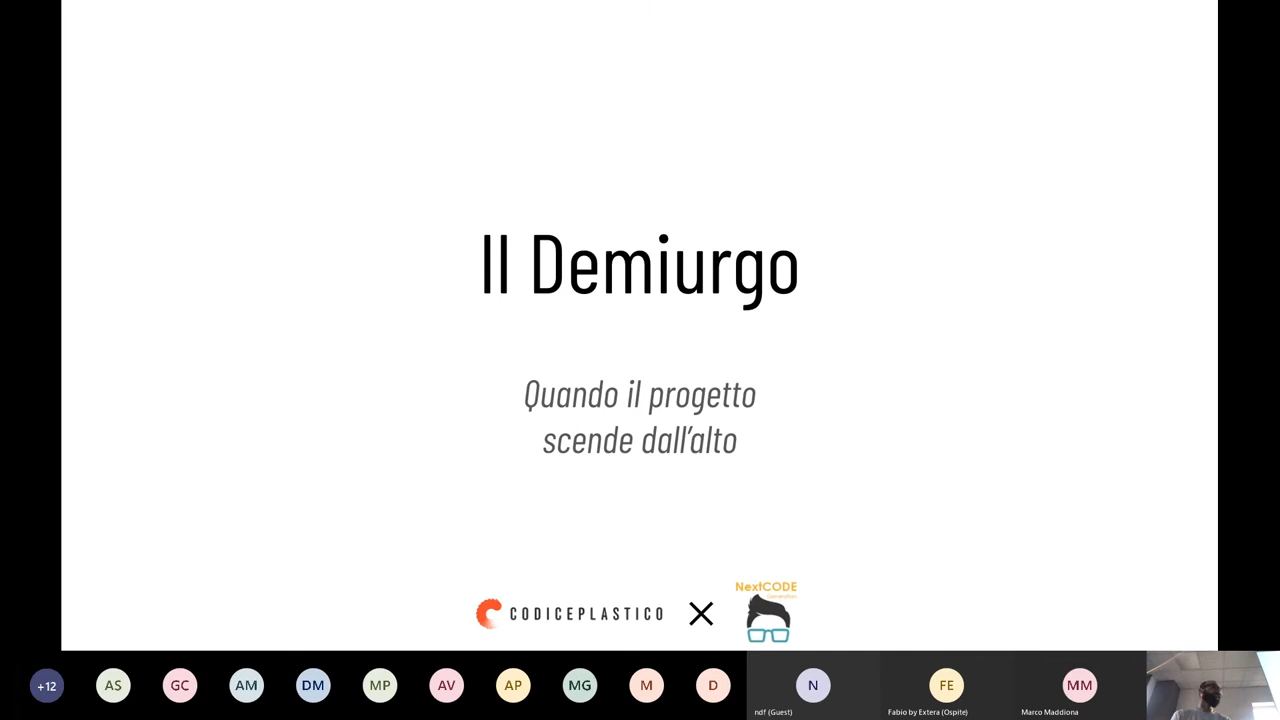 Il Demiurgo
Quando il progetto
scende dall'alto
CODICEPLASTICO
NextCODE
Generation
+12
AS
GC
AM
DM
MP
AV
AP
MG
M
D
N
FE
MM
ndf (Guest)
Fabio by Extera (Ospite)
Marco Maddiona